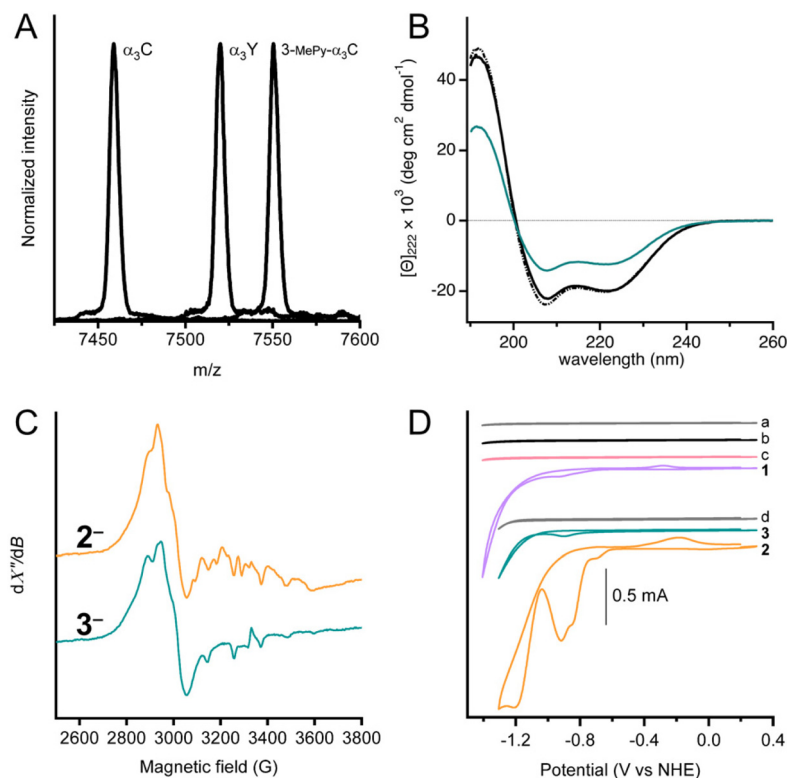 A
α₃C
α₃Y
3-MePy-α₃C
Normalized intensity
7450
7500
7550
7600
m/z
B
40
20
0
-20
[Θ]₂₂₂ × 10³ (deg cm² dmol⁻¹)
200
220
240
260
wavelength (nm)
C
2⁻
3⁻
dΧ"/dB
2600
2800
3000
3200
3400
3600
3800
Magnetic field (G)
D
a
b
c
1
d
3
2
0.5 mA
-1.2
-0.8
-0.4
0.0
0.4
Potential (V vs NHE)